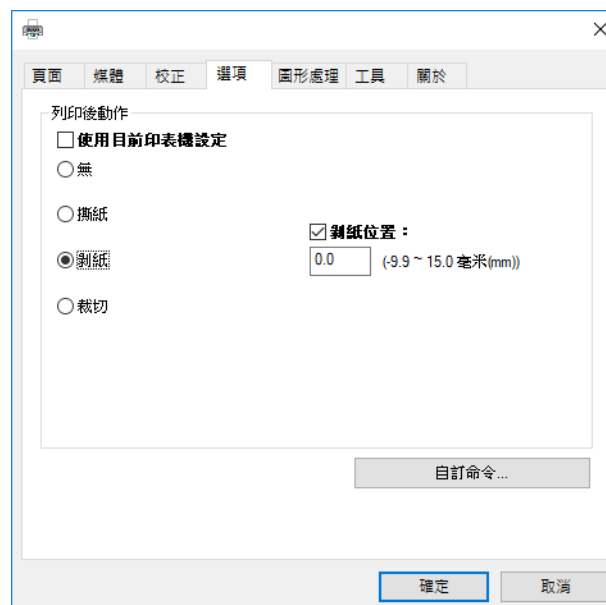 頁面 媒體 校正 選項 圖形處理 工具 關於
列印後動作
使用目前印表機設定
無
撕紙
剝紙位置：
剝紙
0.0 (-9.9 ~ 15.0 毫米(mm))
裁切
自訂命令...
確定 取消